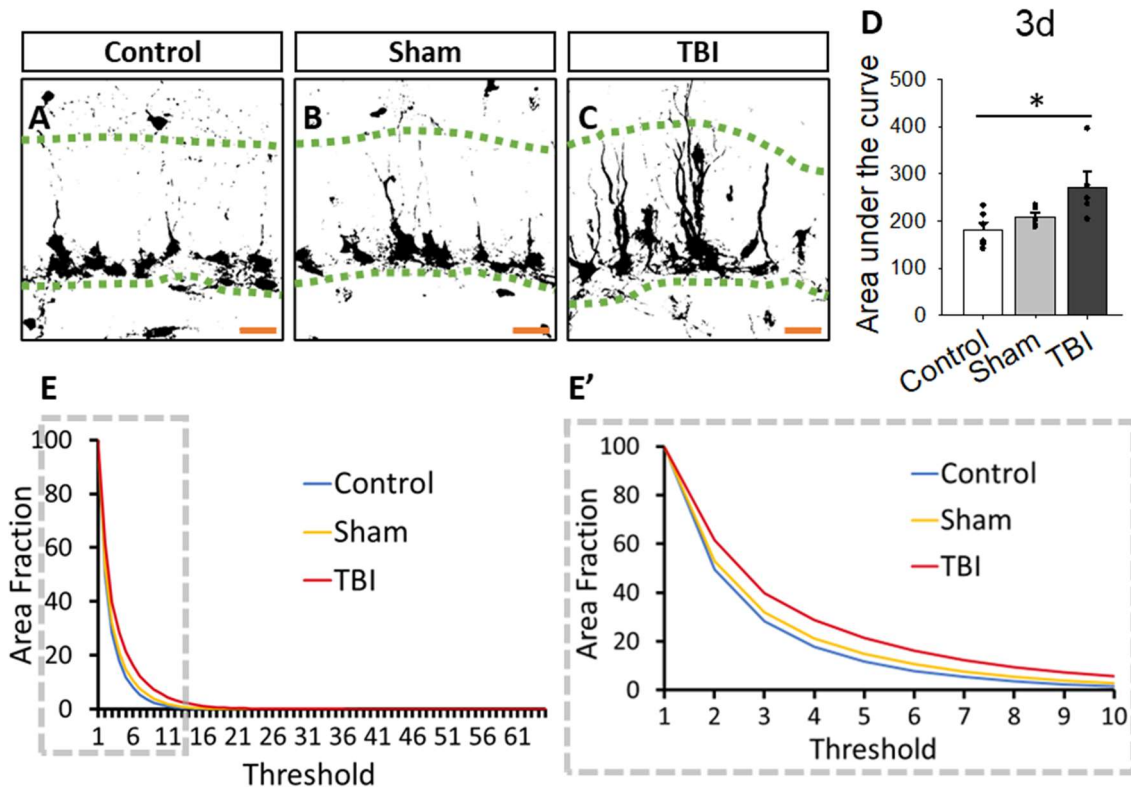 Control
Sham
TBI
A
B
C
D
3d
*
Area under the curve
500
400
300
200
100
0
Control
Sham
TBI
E
Area Fraction
100
80
60
40
20
0
Control
Sham
TBI
1 6 11 16 21 26 31 36 41 46 51 56 61
Threshold
E’
Area Fraction
100
80
60
40
20
0
Control
Sham
TBI
1 2 3 4 5 6 7 8 9 10
Threshold